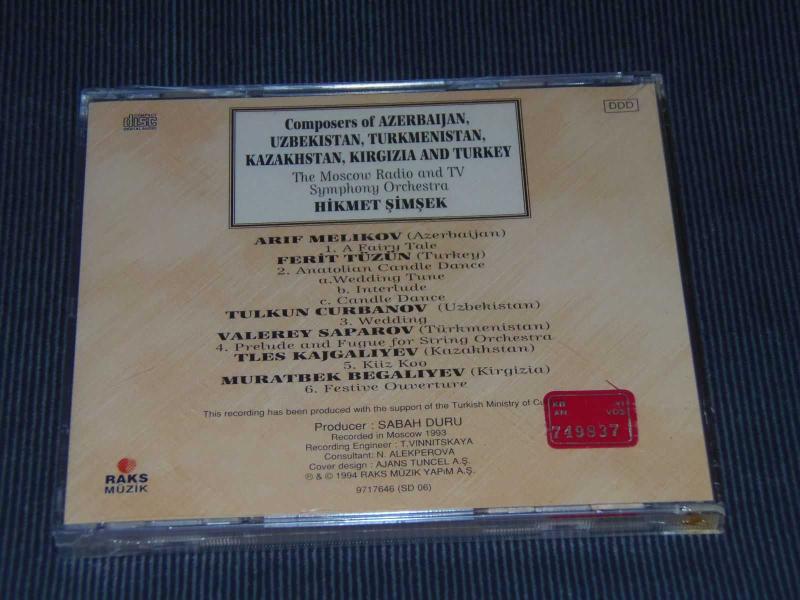 COMPACT
disc
DIGITAL AUDIO
DDD
Composers of AZERBAIJAN,
UZBEKISTAN, TURKMENISTAN,
KAZAKHSTAN, KIRGIZIA AND TURKEY
The Moscow Radio and TV
Symphony Orchestra
HİKMET ŞİMŞEK
ARIF MELIKOV (Azerbaijan)
1. A Fairy Tale
FERİT TÜZÜN (Turkey)
2. Anatolian Candle Dance
a.Wedding Tune
b. Interlude
c. Candle Dance
TULKUN CURBANOV (Uzbekistan)
3. Wedding
VALEREY SAPAROV (Türkmenistan)
4. Prelude and Fugue for String Orchestra
TLES KAJGALIYEV (Kazakhstan)
5. Kiiz Koo
MURATBEK BEGALIYEV (Kirgizia)
6. Festive Ouverture
This recording has been produced with the support of the Turkish Ministry of
Producer : SABAH DURU
Recorded in Moscow 1993
Recording Engineer : T.VINNITSKAYA
Consultant: N. ALEKPEROVA
Cover design : AJANS TUNCEL A.Ş.
℗ & © 1994 RAKS MÜZİK YAPıM A.Ş.
9717646 (SD 06)
RAKS
MÜZİK
KB
749837